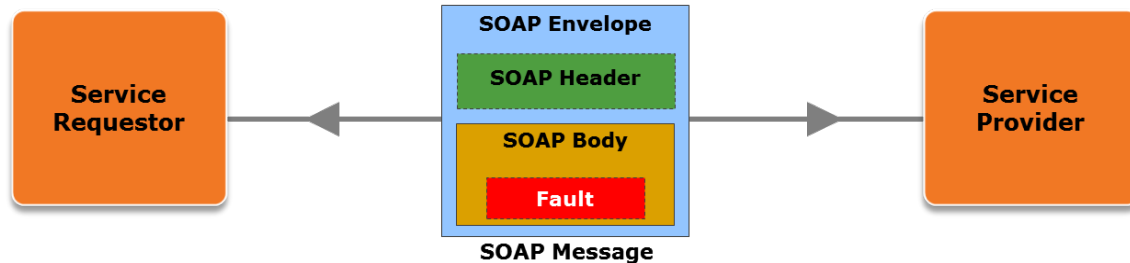 Service
Requestor
SOAP Envelope
SOAP Header
SOAP Body
Fault
SOAP Message
Service
Provider